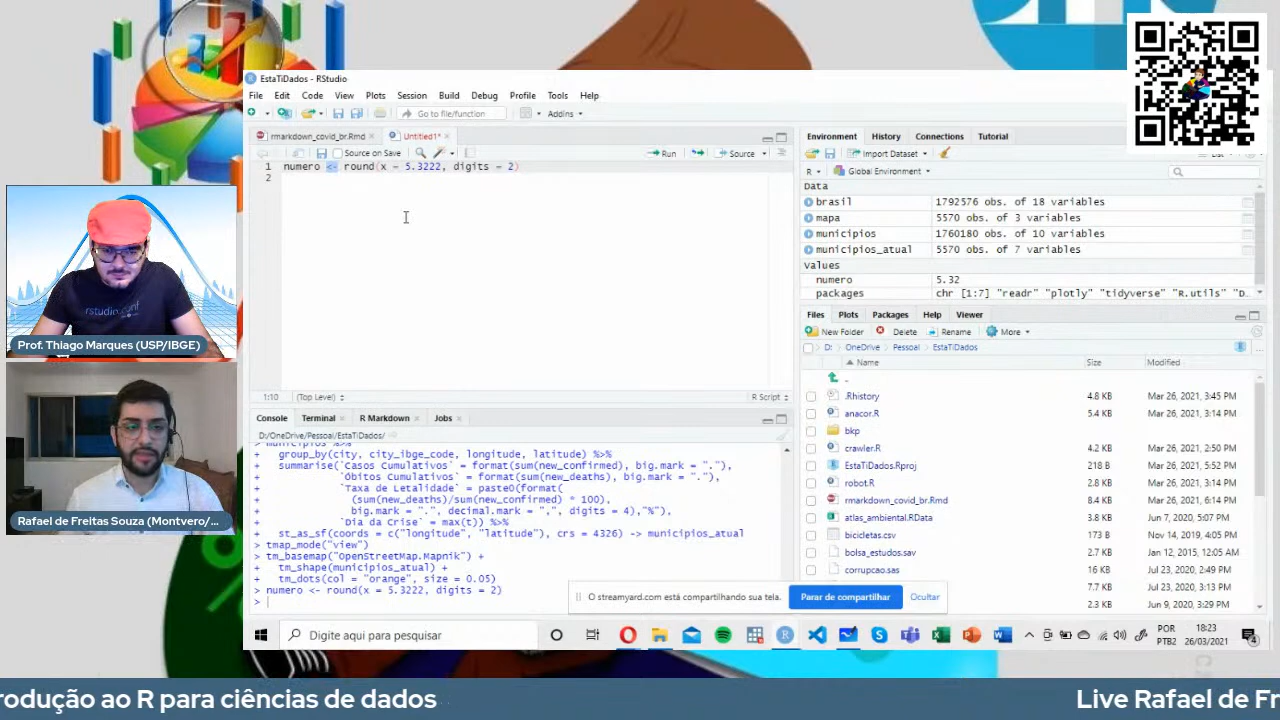 EstaTiDados - RStudio
File Edit Code View Plots Session Build Debug Profile Tools Help
Go to file/function Addins
rmarkdown_covid_br.Rmd Untitled1*
Source on Save Run Source
1 numero <- round(x = 5.3222, digits = 2)
2
1:10 (Top Level) R Script
Console Terminal R Markdown Jobs
D:/OneDrive/Pessoal/EstaTiDados/
municipios %>%
+ group_by(city, city_ibge_code, longitude, latitude) %>%
+ summarise(`Casos Cumulativos` = format(sum(new_confirmed), big.mark = "."),
+ `Óbitos Cumulativos` = format(sum(new_deaths), big.mark = "."),
+ `Taxa de Letalidade` = paste0(format(
+ (sum(new_deaths)/sum(new_confirmed) * 100),
+ big.mark = ".", decimal.mark = ",", digits = 4),"%"),
+ `Dia da Crise` = max(t)) %>%
+ st_as_sf(coords = c("longitude", "latitude"), crs = 4326) -> municipios_atual
> tmap_mode("view")
> tm_basemap("OpenStreetMap.Mapnik") +
+ tm_shape(municipios_atual) +
+ tm_dots(col = "orange", size = 0.05)
> numero <- round(x = 5.3222, digits = 2)
>
Environment History Connections Tutorial
Import Dataset
R Global Environment
Data
brasil 1792576 obs. of 18 variables
mapa 5570 obs. of 3 variables
municipios 1760180 obs. of 10 variables
municipios_atual 5570 obs. of 7 variables
Values
numero 5.32
packages chr [1:7] "readr" "plotly" "tidyverse" "R.utils" "D…
Files Plots Packages Help Viewer
New Folder Delete Rename More
D: OneDrive Pessoal EstaTiDados
Name Size Modified
..
.Rhistory 4.8 KB Mar 26, 2021, 3:45 PM
anacor.R 5.4 KB Mar 26, 2021, 3:14 PM
bkp
crawler.R 4.2 KB Mar 26, 2021, 2:50 PM
EstaTiDados.Rproj 218 B Mar 26, 2021, 5:52 PM
robot.R 2.8 KB Mar 26, 2021, 3:14 PM
rmarkdown_covid_br.Rmd 8.4 KB Mar 26, 2021, 6:14 PM
atlas_ambiental.RData 3.8 KB Jun 7, 2020, 5:07 PM
bicicletas.csv 173 B Nov 14, 2019, 4:05 PM
bolsa_estudos.sav 2.7 KB Jan 12, 2015, 12:05 AM
corrupcao.sas 16 KB Jul 23, 2020, 2:49 PM
7.7 KB Jul 23, 2020, 3:13 PM
2.3 KB Jun 9, 2020, 3:29 PM
O streamyard.com está compartilhando sua tela. Parar de compartilhar Ocultar
Digite aqui para pesquisar
POR
PTB2
18:23
26/03/2021
4
rstudio::conf
Prof. Thiago Marques (USP/IBGE)
Rafael de Freitas Souza (Montvero/...
rodução ao R para ciências de dados
Live Rafael de Fr